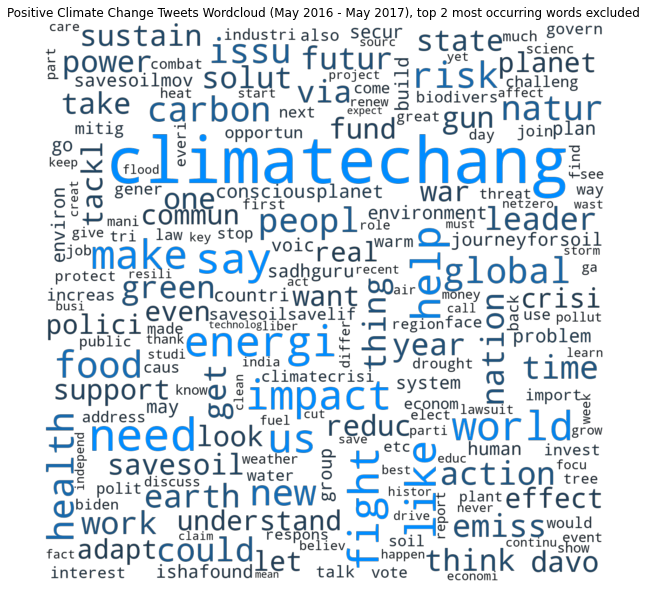 Positive Climate Change Tweets Wordcloud (May 2016 - May 2017), top 2 most occurring words excluded
care sustain industri also secur sourc much govern
part power combat issu futur state yet scienc planet
savesoilmov solut via come build risk challeng
heat start project renew biodivers affect
take carbon next fund great gun natur
mitig opportun expect day join plan
go everi climatechang find see
keep tackl flood threat way
creat gener consciousplanet war netzero wast
environ one first peopl environment leader
mani commun role must
give tri law key stop voic real warm journeyforsoil storm
job make say sadhguru recent help global ga
protect resili act air money crisi
increas green countri want thing call back use pollut
busi even savesoilsavelif region face nation problem
polici made technolog liber differ year learn
public thank energi drought
food studi caus india climatecrisi system time
support know get clean impact econom import
may cut reduc elect lawsuit week
address fuel parti world grow
health need look us save etc human invest
independ savesoil weather group best educ focu
discuss water histor action tree
polit earth new fight like plant effect
biden drive report never
work understand soil emiss would
claim respons believ happen continu event
fact adapt could let think davo show
interest ishafound mean talk vote economi